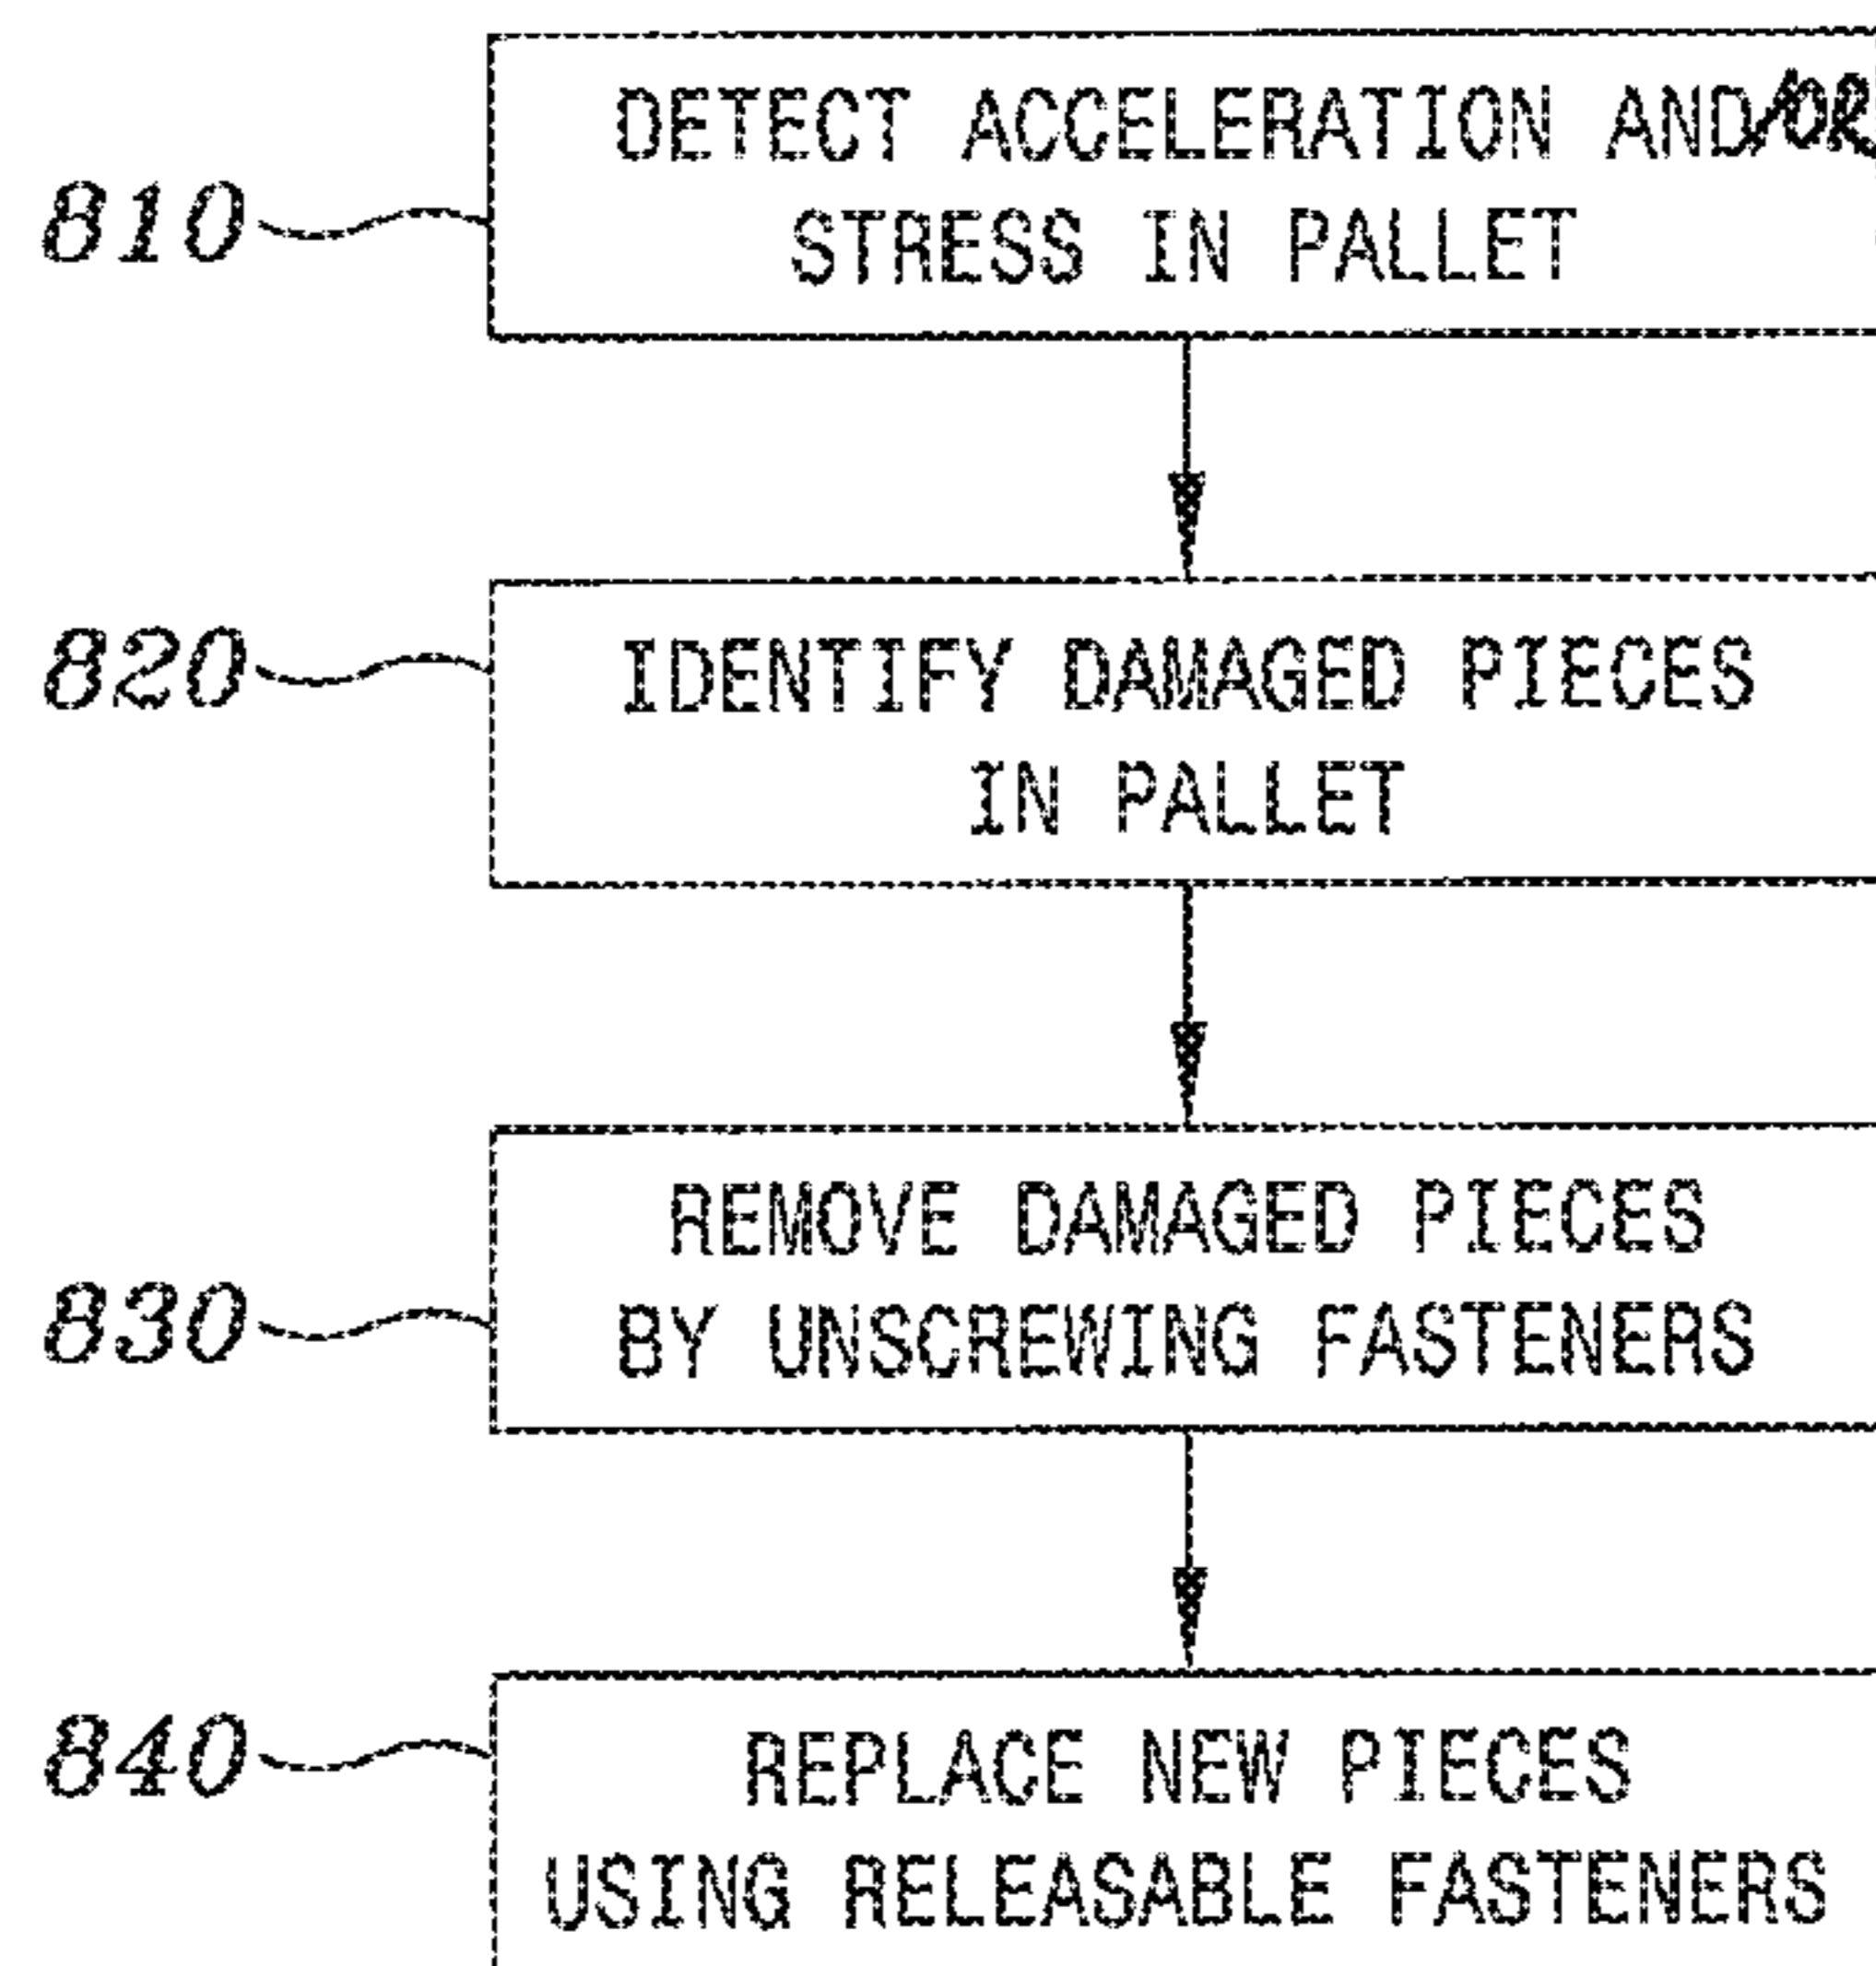 810
DETECT ACCELERATION AND/OR
STRESS IN PALLET
820
IDENTIFY DAMAGED PIECES
IN PALLET
830
REMOVE DAMAGED PIECES
BY UNSCREWING FASTENERS
840
REPLACE NEW PIECES
USING RELEASABLE FASTENERS